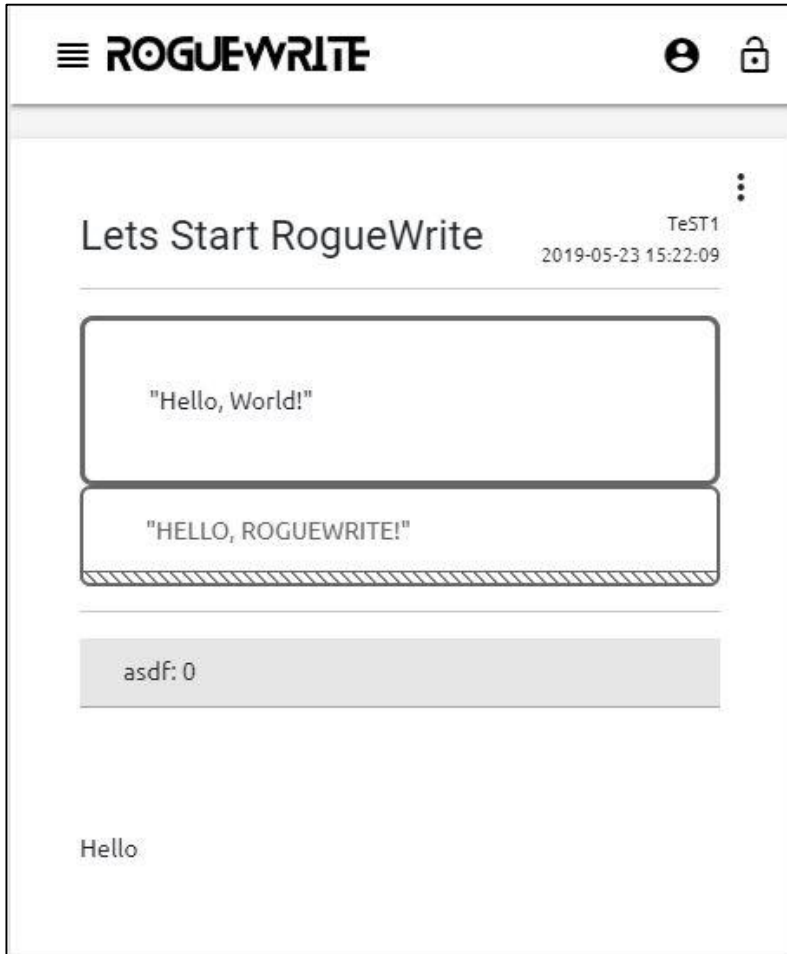 ROGUEWRITE
Lets Start RogueWrite
TeST1
2019-05-23 15:22:09
"Hello, World!"
"HELLO, ROGUEWRITE!"
asdf: 0
Hello